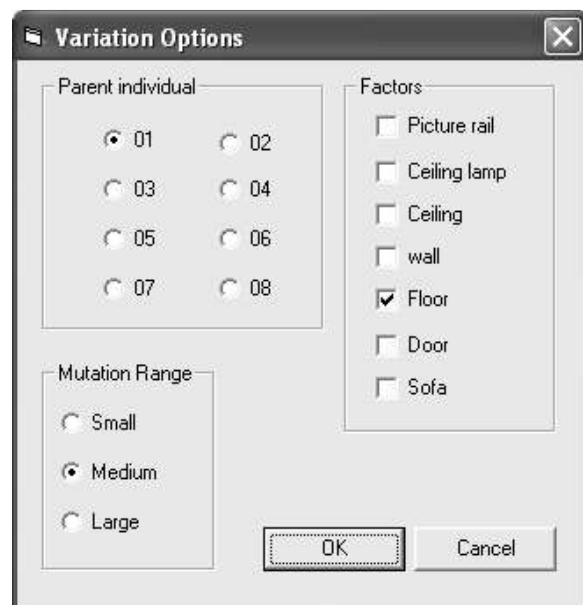 Variation Options
Parent individual
01 02
03 04
05 06
07 08
Factors
Picture rail
Ceiling lamp
Ceiling
wall
Floor
Door
Sofa
Mutation Range
Small
Medium
Large
OK Cancel